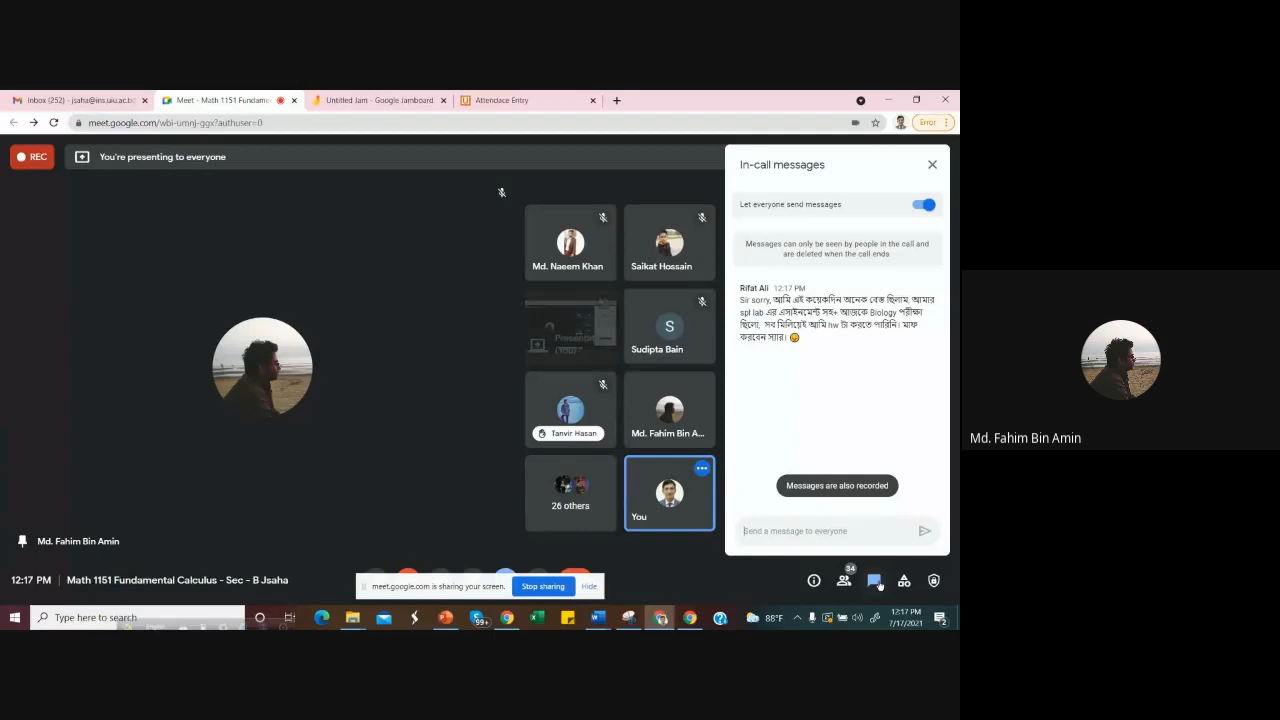 Inbox (252) - jsaha@ins.uiu.ac.b
Meet - Math 1151 Fundame
Untitled Jam - Google Jamboard
Attendace Entry
meet.google.com/wbi-umnj-ggx?authuser=0
Error
REC
You're presenting to everyone
In-call messages
Let everyone send messages
Messages can only be seen by people in the call and
are deleted when the call ends
Rifat Ali 12:17 PM
Sir sorry, আমি এই কয়েকদিন অনেক বেস্ত ছিলাম, আমার
spl lab এর এসাইনমেন্ট সহ+ আজকে Biology পরীক্ষা
ছিলো, সব মিলিয়েই আমি hw টা করতে পারিনি। মাফ
করবেন স্যার।
Messages are also recorded
Send a message to everyone
Md. Naeem Khan
Saikat Hossain
Presentat
(You)
Sudipta Bain
S
Tanvir Hasan
Md. Fahim Bin A...
26 others
You
Md. Fahim Bin Amin
12:17 PM | Math 1151 Fundamental Calculus - Sec - B Jsaha
meet.google.com is sharing your screen.
Stop sharing
Hide
34
Type here to search
99+
88°F
12:17 PM
7/17/2021
2
Md. Fahim Bin Amin